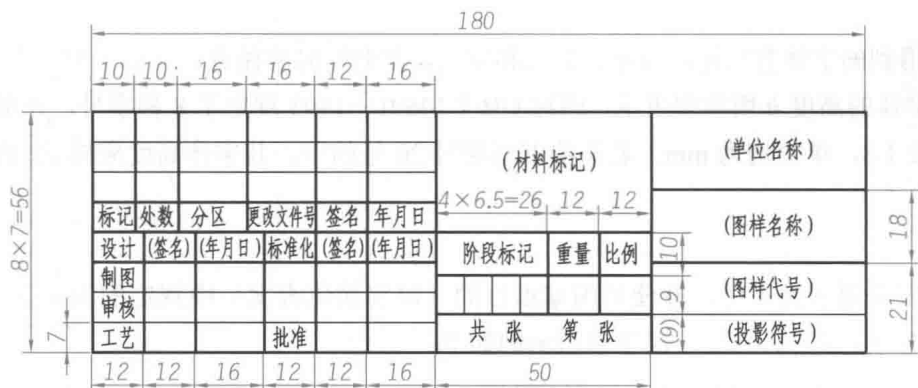 180
10 10 16 16 12 16
(材料标记) (单位名称)
4×6.5=26 12 12
标记 处数 分区 更改文件号 签名 年月日 (图样名称) 18
8×7=56
设计 (签名) (年月日) 标准化 (签名) (年月日) 阶段标记 重量 比例 10
制图 9 (图样代号) 21
审核
7 工艺 批准 共 张 第 张 (9) (投影符号)
12 12 16 12 12 16 50